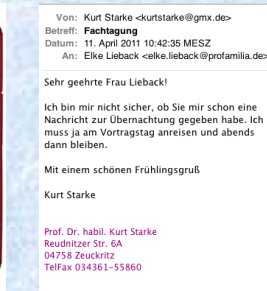 Von: Kurt Starke <kurtstarke@gmx.de>
Betreff: Fachtagung
Datum: 11. April 2011 10:42:35 MESZ
An: Elke Lieback <elke.lieback@profamilia.de>
Sehr geehrte Frau Lieback!
Ich bin mir nicht sicher, ob Sie mir schon eine
Nachricht zur Übernachtung gegeben habe. Ich
muss ja am Vortragstag anreisen und abends
dann bleiben.
Mit einem schönen Frühlingsgruß
Kurt Starke
Prof. Dr. habil. Kurt Starke
Reudnitzer Str. 6A
04758 Zeuckritz
TelFax 034361-55860